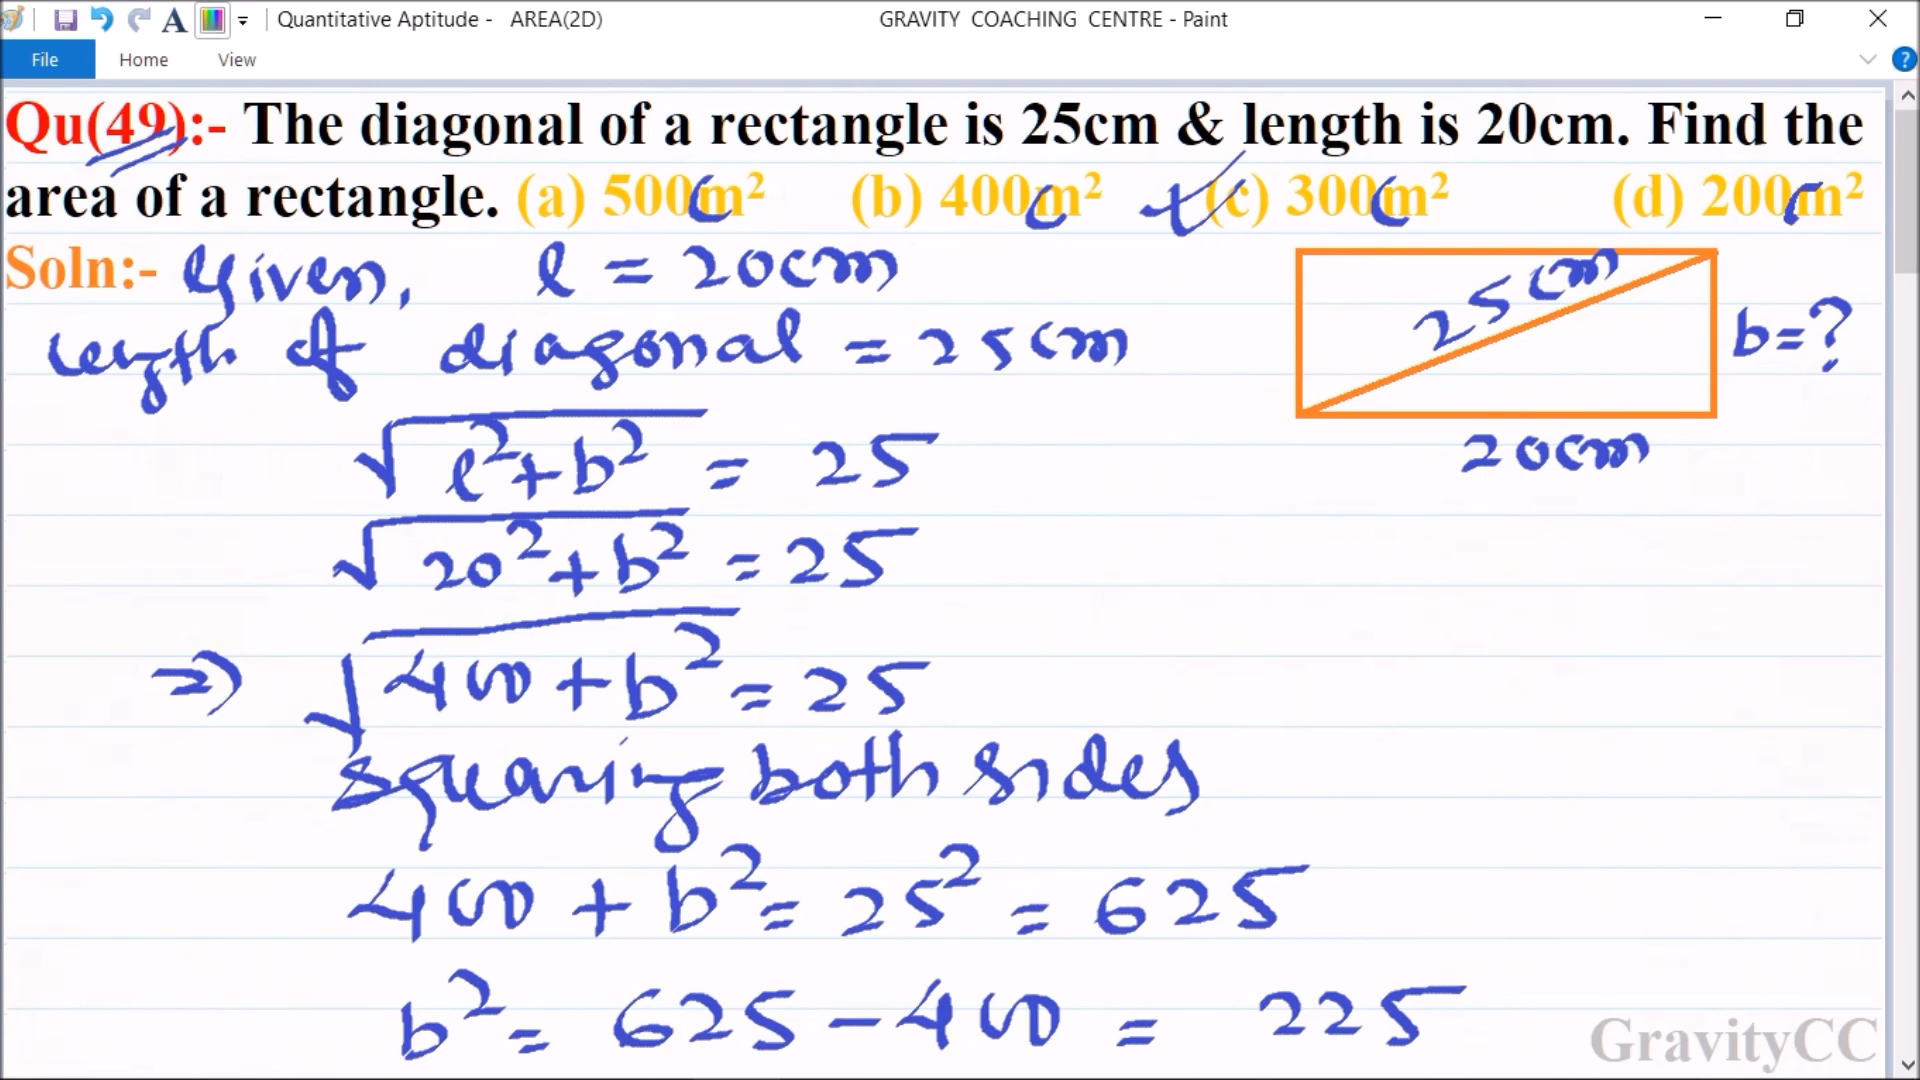 Quantitative Aptitude - AREA(2D)
GRAVITY COACHING CENTRE - Paint
File Home View
Qu(49):- The diagonal of a rectangle is 25cm & length is 20cm. Find the
area of a rectangle. (a) 500cm² (b) 400cm² (c) 300cm² (d) 200cm²
Soln:- Given, l = 20cm
length of diagonal = 25cm
25cm
b=?
20cm
√(l²+b²) = 25
√(20²+b²) = 25
⇒ √(400+b²) = 25
squaring both sides
400 + b² = 25² = 625
b² = 625 - 400 = 225
GravityCC